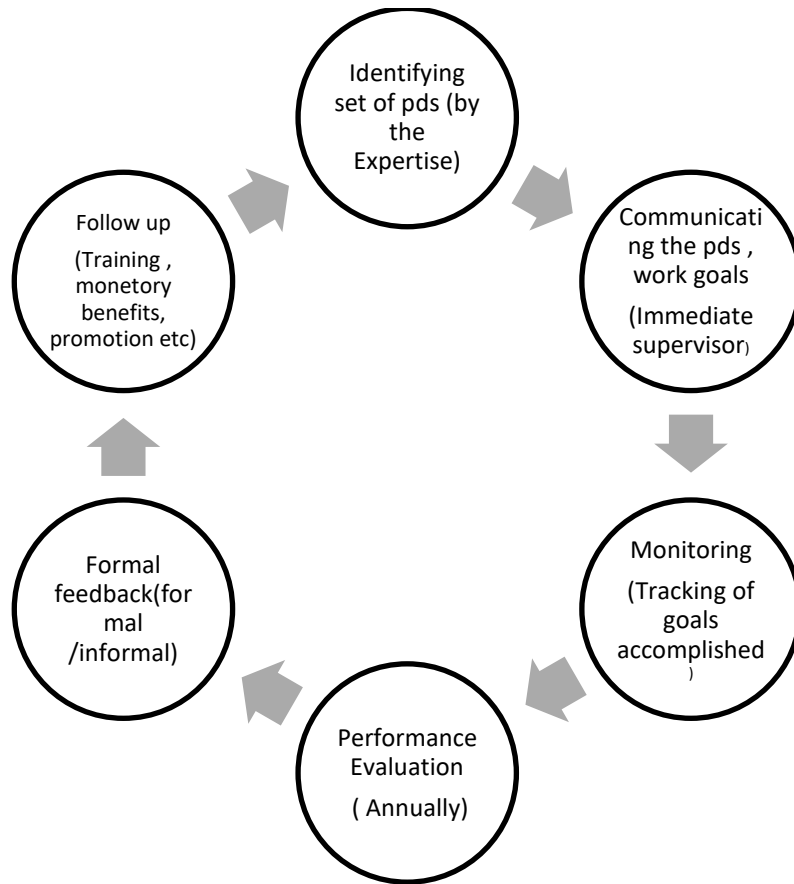 Identifying
set of pds (by
the
Expertise)
Communicati
ng the pds , 
work goals
(Immediate
supervisor)
Monitoring
(Tracking of
goals
accomplished
)
Performance
Evaluation
( Annually)
Formal
feedback(for
mal
/informal)
Follow up
(Training ,
monetory
benefits,
promotion etc)